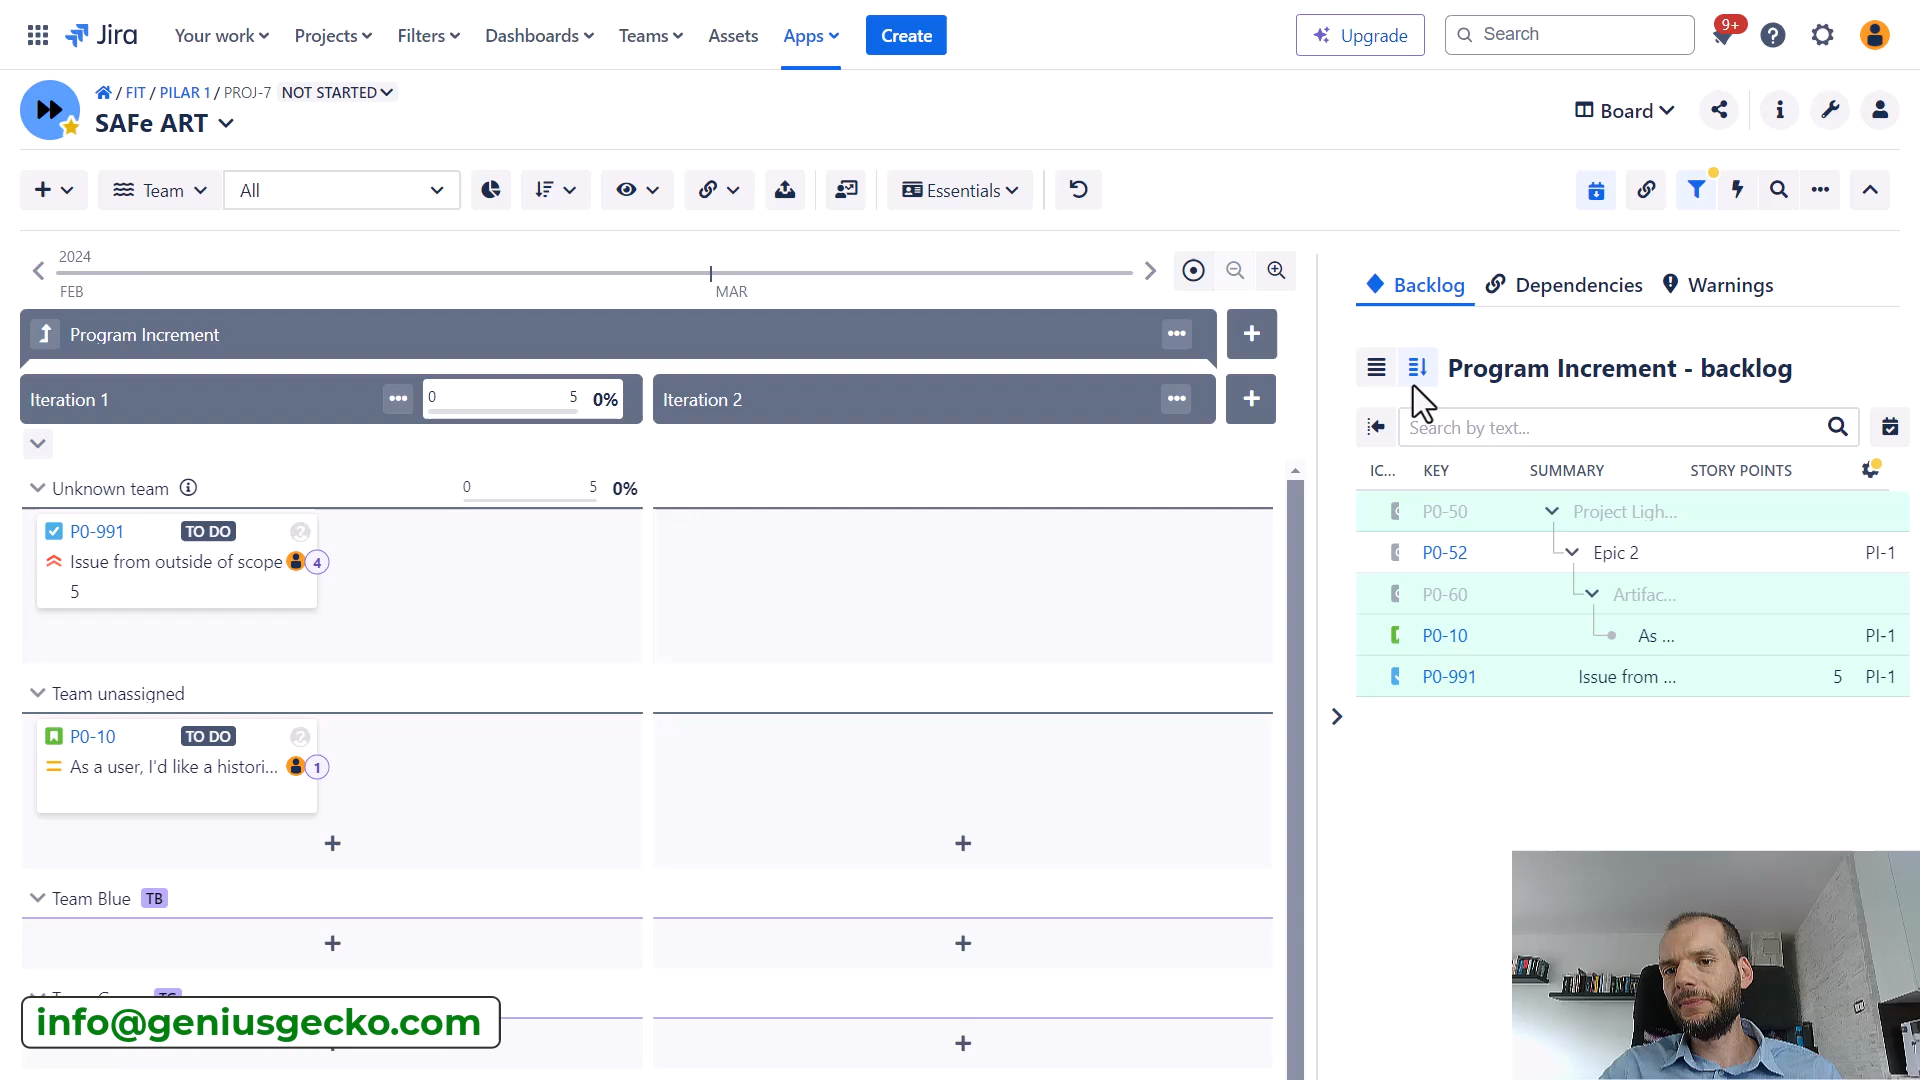 Jira Your work Projects Filters Dashboards Teams Assets Apps Create Upgrade Search 9+
/ FIT / PILAR 1 / PROJ-7 NOT STARTED
SAFe ART
Board
Team All Essentials
2024
FEB MAR
Backlog Dependencies Warnings
Program Increment
Program Increment - backlog
Iteration 1 0 5 0% Iteration 2
Search by text...
IC... KEY SUMMARY STORY POINTS
Unknown team 0 5 0%
P0-50 Project Ligh...
P0-991 TO DO
P0-52 Epic 2 PI-1
Issue from outside of scope 4
5
P0-60 Artifac...
P0-10 As ... PI-1
P0-991 Issue from ... 5 PI-1
Team unassigned
P0-10 TO DO
As a user, I'd like a histori... 1
Team Blue TB
info@geniusgecko.com